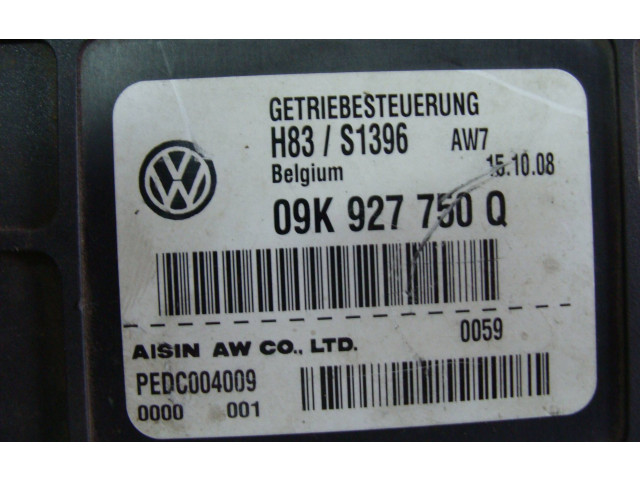 GETRIEBESTEUERUNG
H83 / S1396 AW7
Belgium 15.10.08
09K 927 750 Q
0059
AISIN AW CO., LTD.
PEDC004009
0000 001